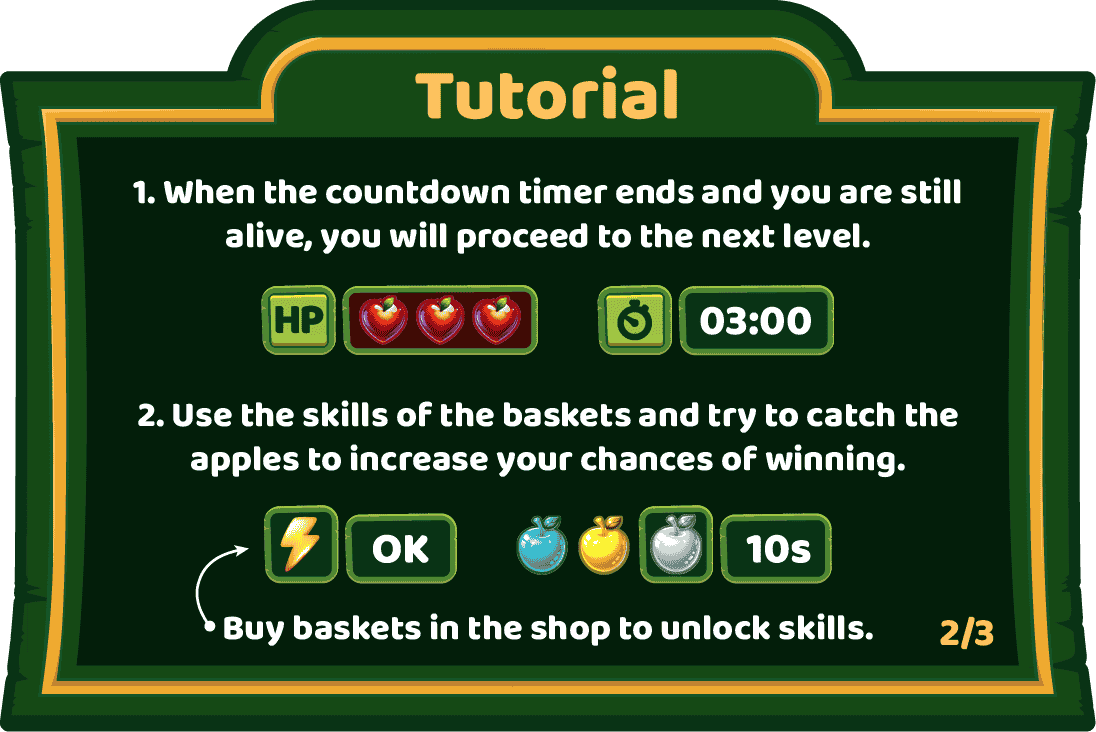 Tutorial
1. When the countdown timer ends and you are still
alive, you will proceed to the next level.
HP 03:00
2. Use the skills of the baskets and try to catch the
apples to increase your chances of winning.
OK 10s
Buy baskets in the shop to unlock skills.
2/3